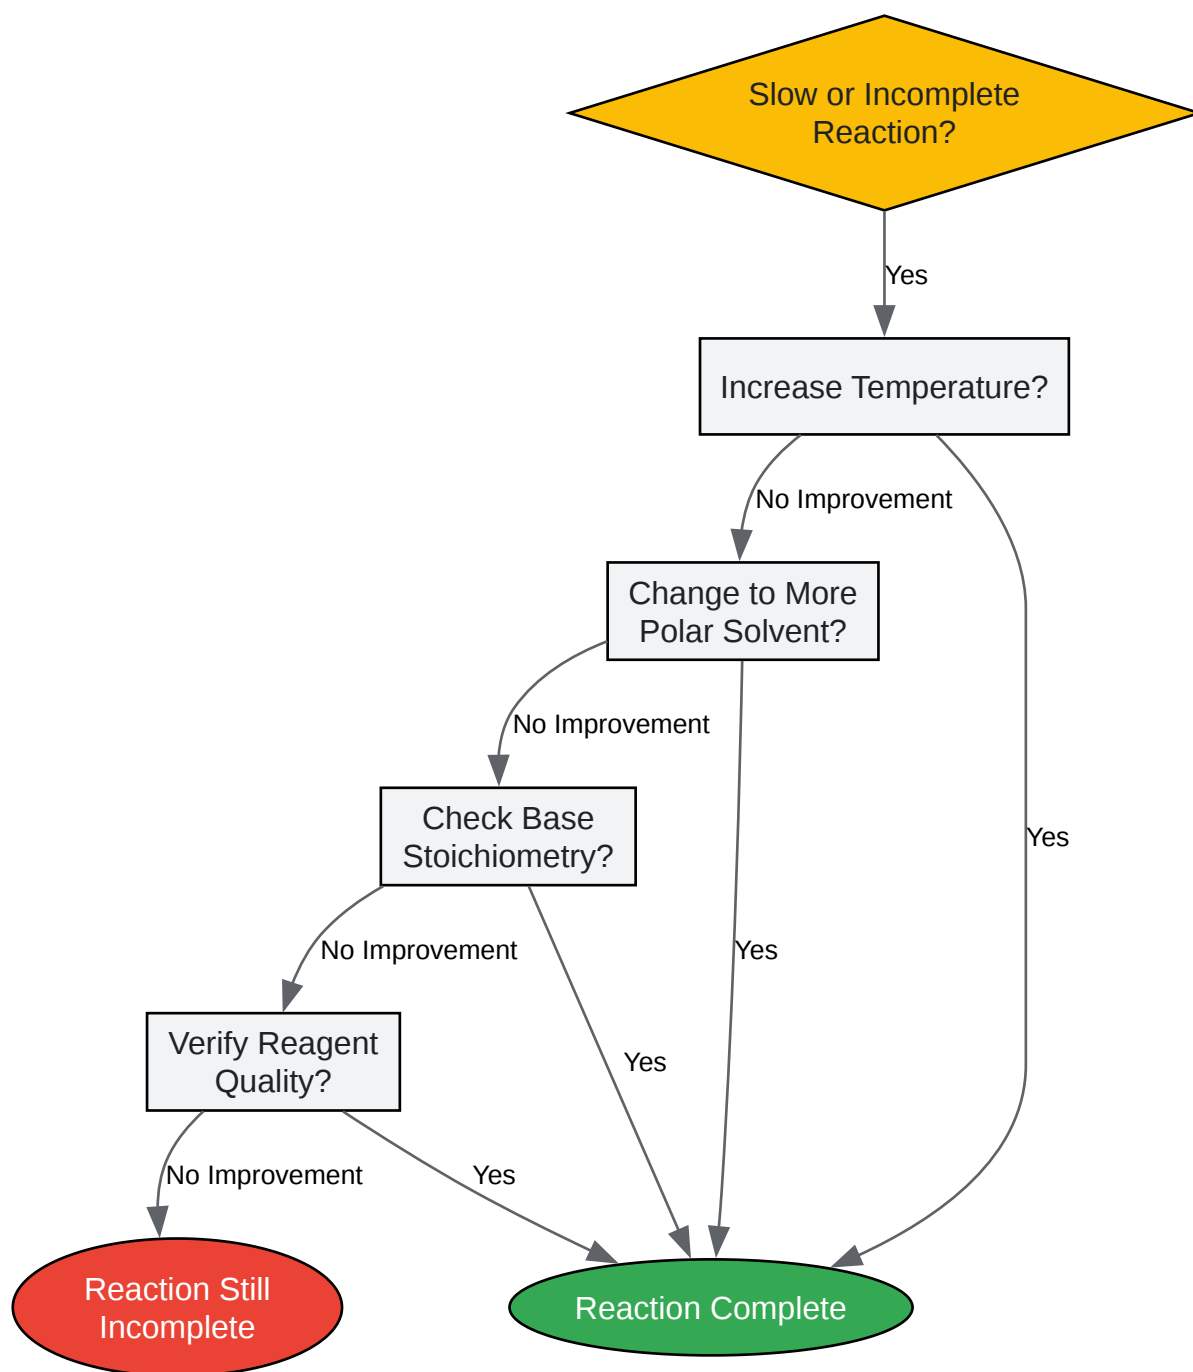 Slow or Incomplete
Reaction?
Yes
Increase Temperature?
No Improvement
Change to More
Polar Solvent?
No Improvement
Check Base
Stoichiometry?
Yes
No Improvement
Yes
Verify Reagent
Quality?
Yes
No Improvement
Yes
Reaction Still
Incomplete
Reaction Complete